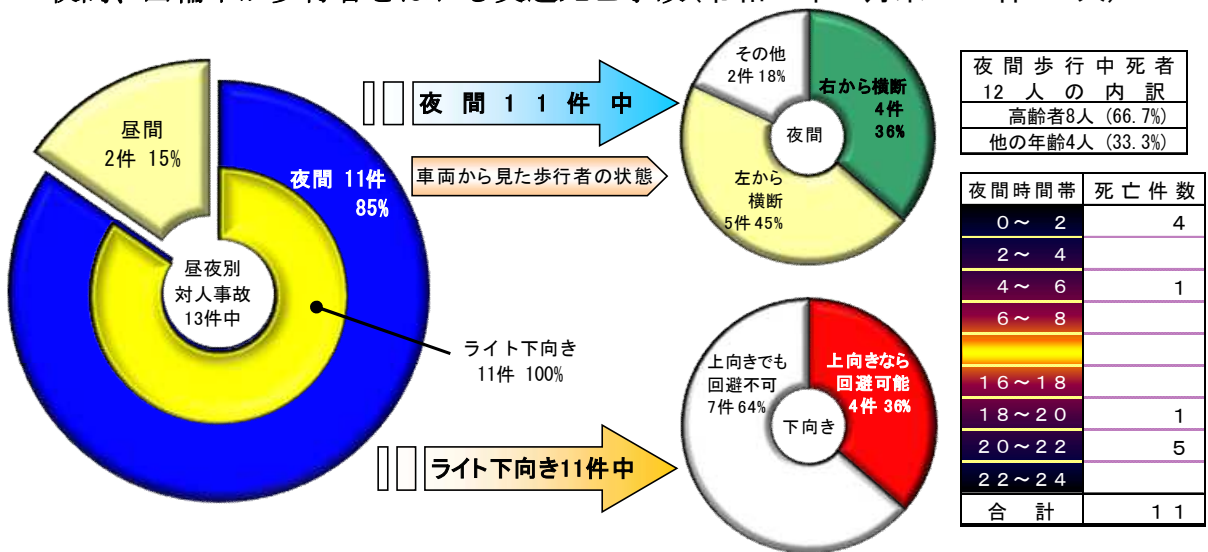 昼間
2件 15%
夜間 11件
85%
昼夜別
対人事故
13件中
ライト下向き
11件 100%
夜間11件中
車両から見た歩行者の状態
ライト下向き11件中
その他
2件 18%
右から横断
4件
36%
夜間
左から
横断
5件 45%
上向きでも
回避不可
7件 64%
上向きなら
回避可能
4件 36%
下向き
夜間歩行中死者
12人の内訳
高齢者8人 (66.7%)
他の年齢4人 (33.3%)
夜間時間帯 死亡件数
0～ 2 4
2～ 4
4～ 6 1
6～ 8
16～18
18～20 1
20～22 5
22～24
合計 11